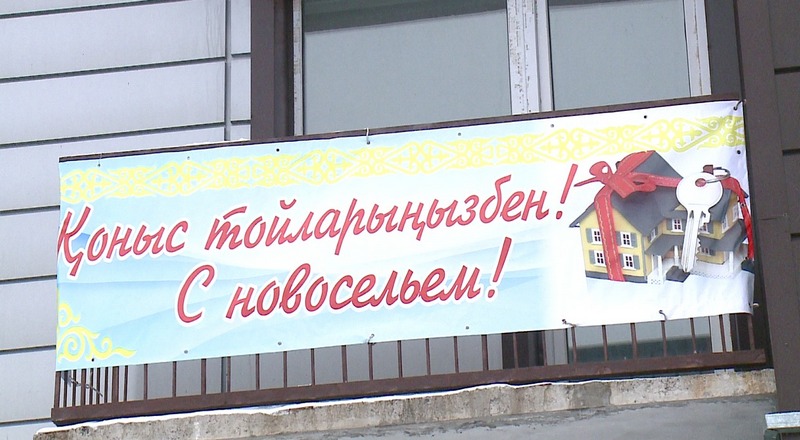 Қоныс тойларыңызбен!
С новосельем!